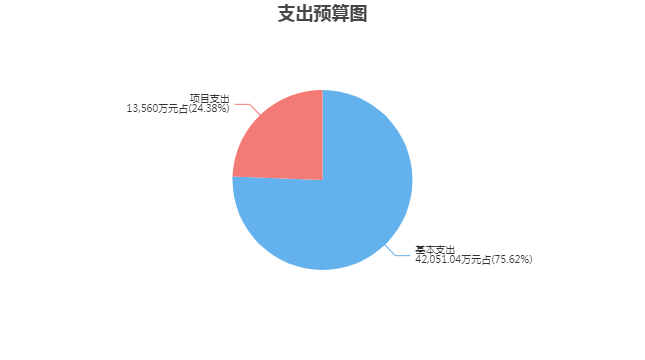 支出预算图
项目支出
13,560万元占(24.38%)
基本支出
42,051.04万元占(75.62%)